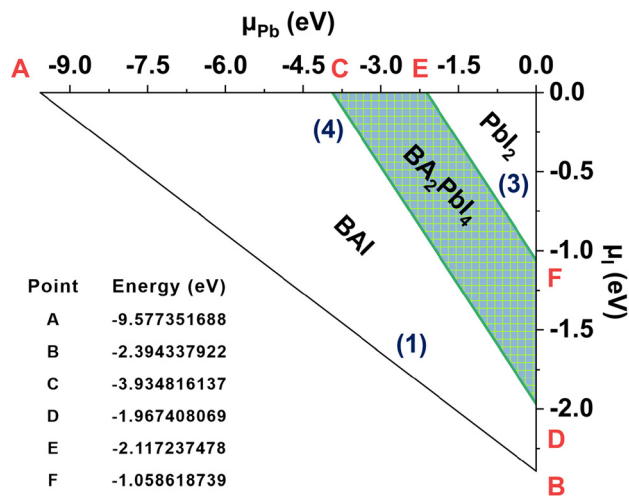 μPb (eV)
A C E
-9.0 -7.5 -6.0 -4.5 -3.0 -1.5 0.0
0.0
(4) BA₂PbI₄ PbI₂
(3)
-0.5
BAI
-1.0
F
μI (eV)
-1.5
(1)
-2.0
D
B
Point Energy (eV)
A -9.577351688
B -2.394337922
C -3.934816137
D -1.967408069
E -2.117237478
F -1.058618739